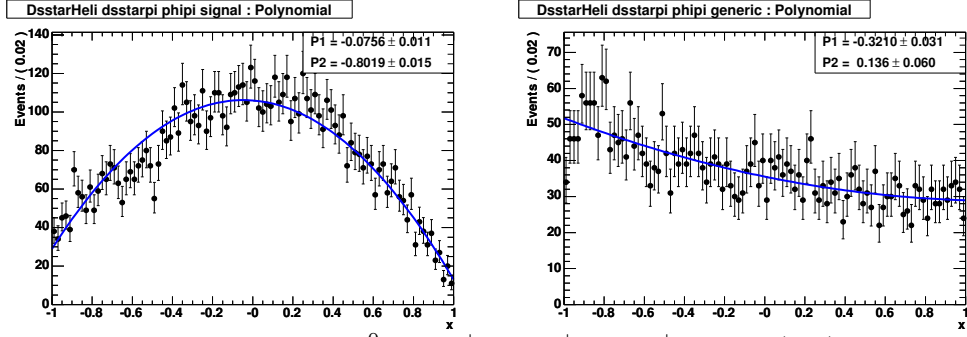 DsstarHeli dsstarpi phipi signal : Polynomial
P1 = -0.0756 ± 0.011
P2 = -0.8019 ± 0.015
Events / ( 0.02 )
140
120
100
80
60
40
20
0
-1 -0.8 -0.6 -0.4 -0.2 -0 0.2 0.4 0.6 0.8 1
x
DsstarHeli dsstarpi phipi generic : Polynomial
P1 = -0.3210 ± 0.031
P2 = 0.136 ± 0.060
Events / ( 0.02 )
70
60
50
40
30
20
10
0
-1 -0.8 -0.6 -0.4 -0.2 -0 0.2 0.4 0.6 0.8 1
x